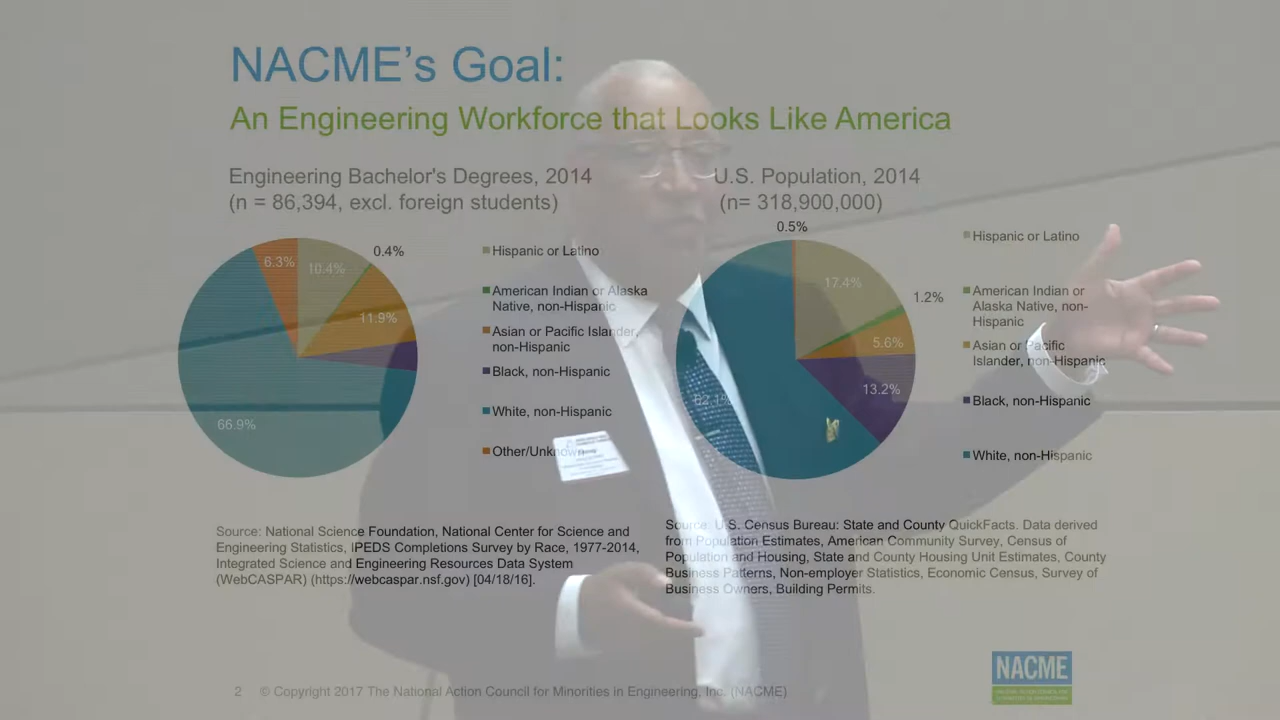 NACME's Goal:
An Engineering Workforce that Looks Like America
Engineering Bachelor's Degrees, 2014
(n = 86,394, excl. foreign students)
6.3%
10.4%
0.4%
11.9%
66.9%
Hispanic or Latino
American Indian or Alaska
Native, non-Hispanic
Asian or Pacific Islander,
non-Hispanic
Black, non-Hispanic
White, non-Hispanic
Other/Unknown
U.S. Population, 2014
(n= 318,900,000)
0.5%
17.4%
1.2%
5.6%
13.2%
62.1%
Hispanic or Latino
American Indian or
Alaska Native, non-
Hispanic
Asian or Pacific
Islander, non-Hispanic
Black, non-Hispanic
White, non-Hispanic
Source: National Science Foundation, National Center for Science and
Engineering Statistics, IPEDS Completions Survey by Race, 1977-2014,
Integrated Science and Engineering Resources Data System
(WebCASPAR) (https://webcaspar.nsf.gov) [04/18/16].
Source: U.S. Census Bureau: State and County QuickFacts. Data derived
from Population Estimates, American Community Survey, Census of
Population and Housing, State and County Housing Unit Estimates, County
Business Patterns, Non-employer Statistics, Economic Census, Survey of
Business Owners, Building Permits.
NACME
2 © Copyright 2017 The National Action Council for Minorities in Engineering, Inc. (NACME)